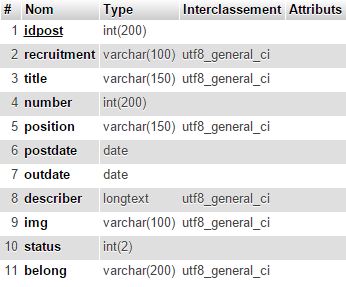 # Nom Type Interclassement Attributs
1 idpost int(200)
2 recruitment varchar(100) utf8_general_ci
3 title varchar(150) utf8_general_ci
4 number int(200)
5 position varchar(150) utf8_general_ci
6 postdate date
7 outdate date
8 describer longtext utf8_general_ci
9 img varchar(100) utf8_general_ci
10 status int(2)
11 belong varchar(200) utf8_general_ci